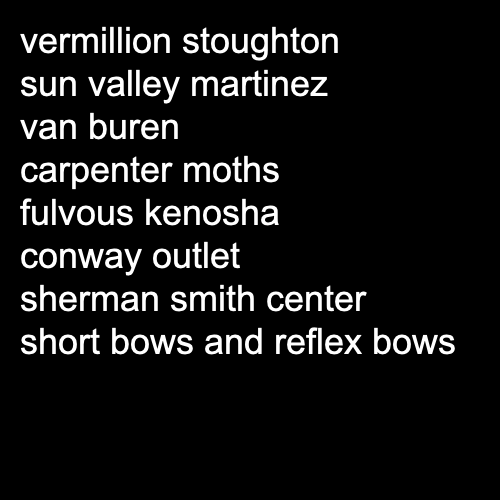 vermillion stoughton
sun valley martinez
van buren
carpenter moths
fulvous kenosha
conway outlet
sherman smith center
short bows and reflex bows